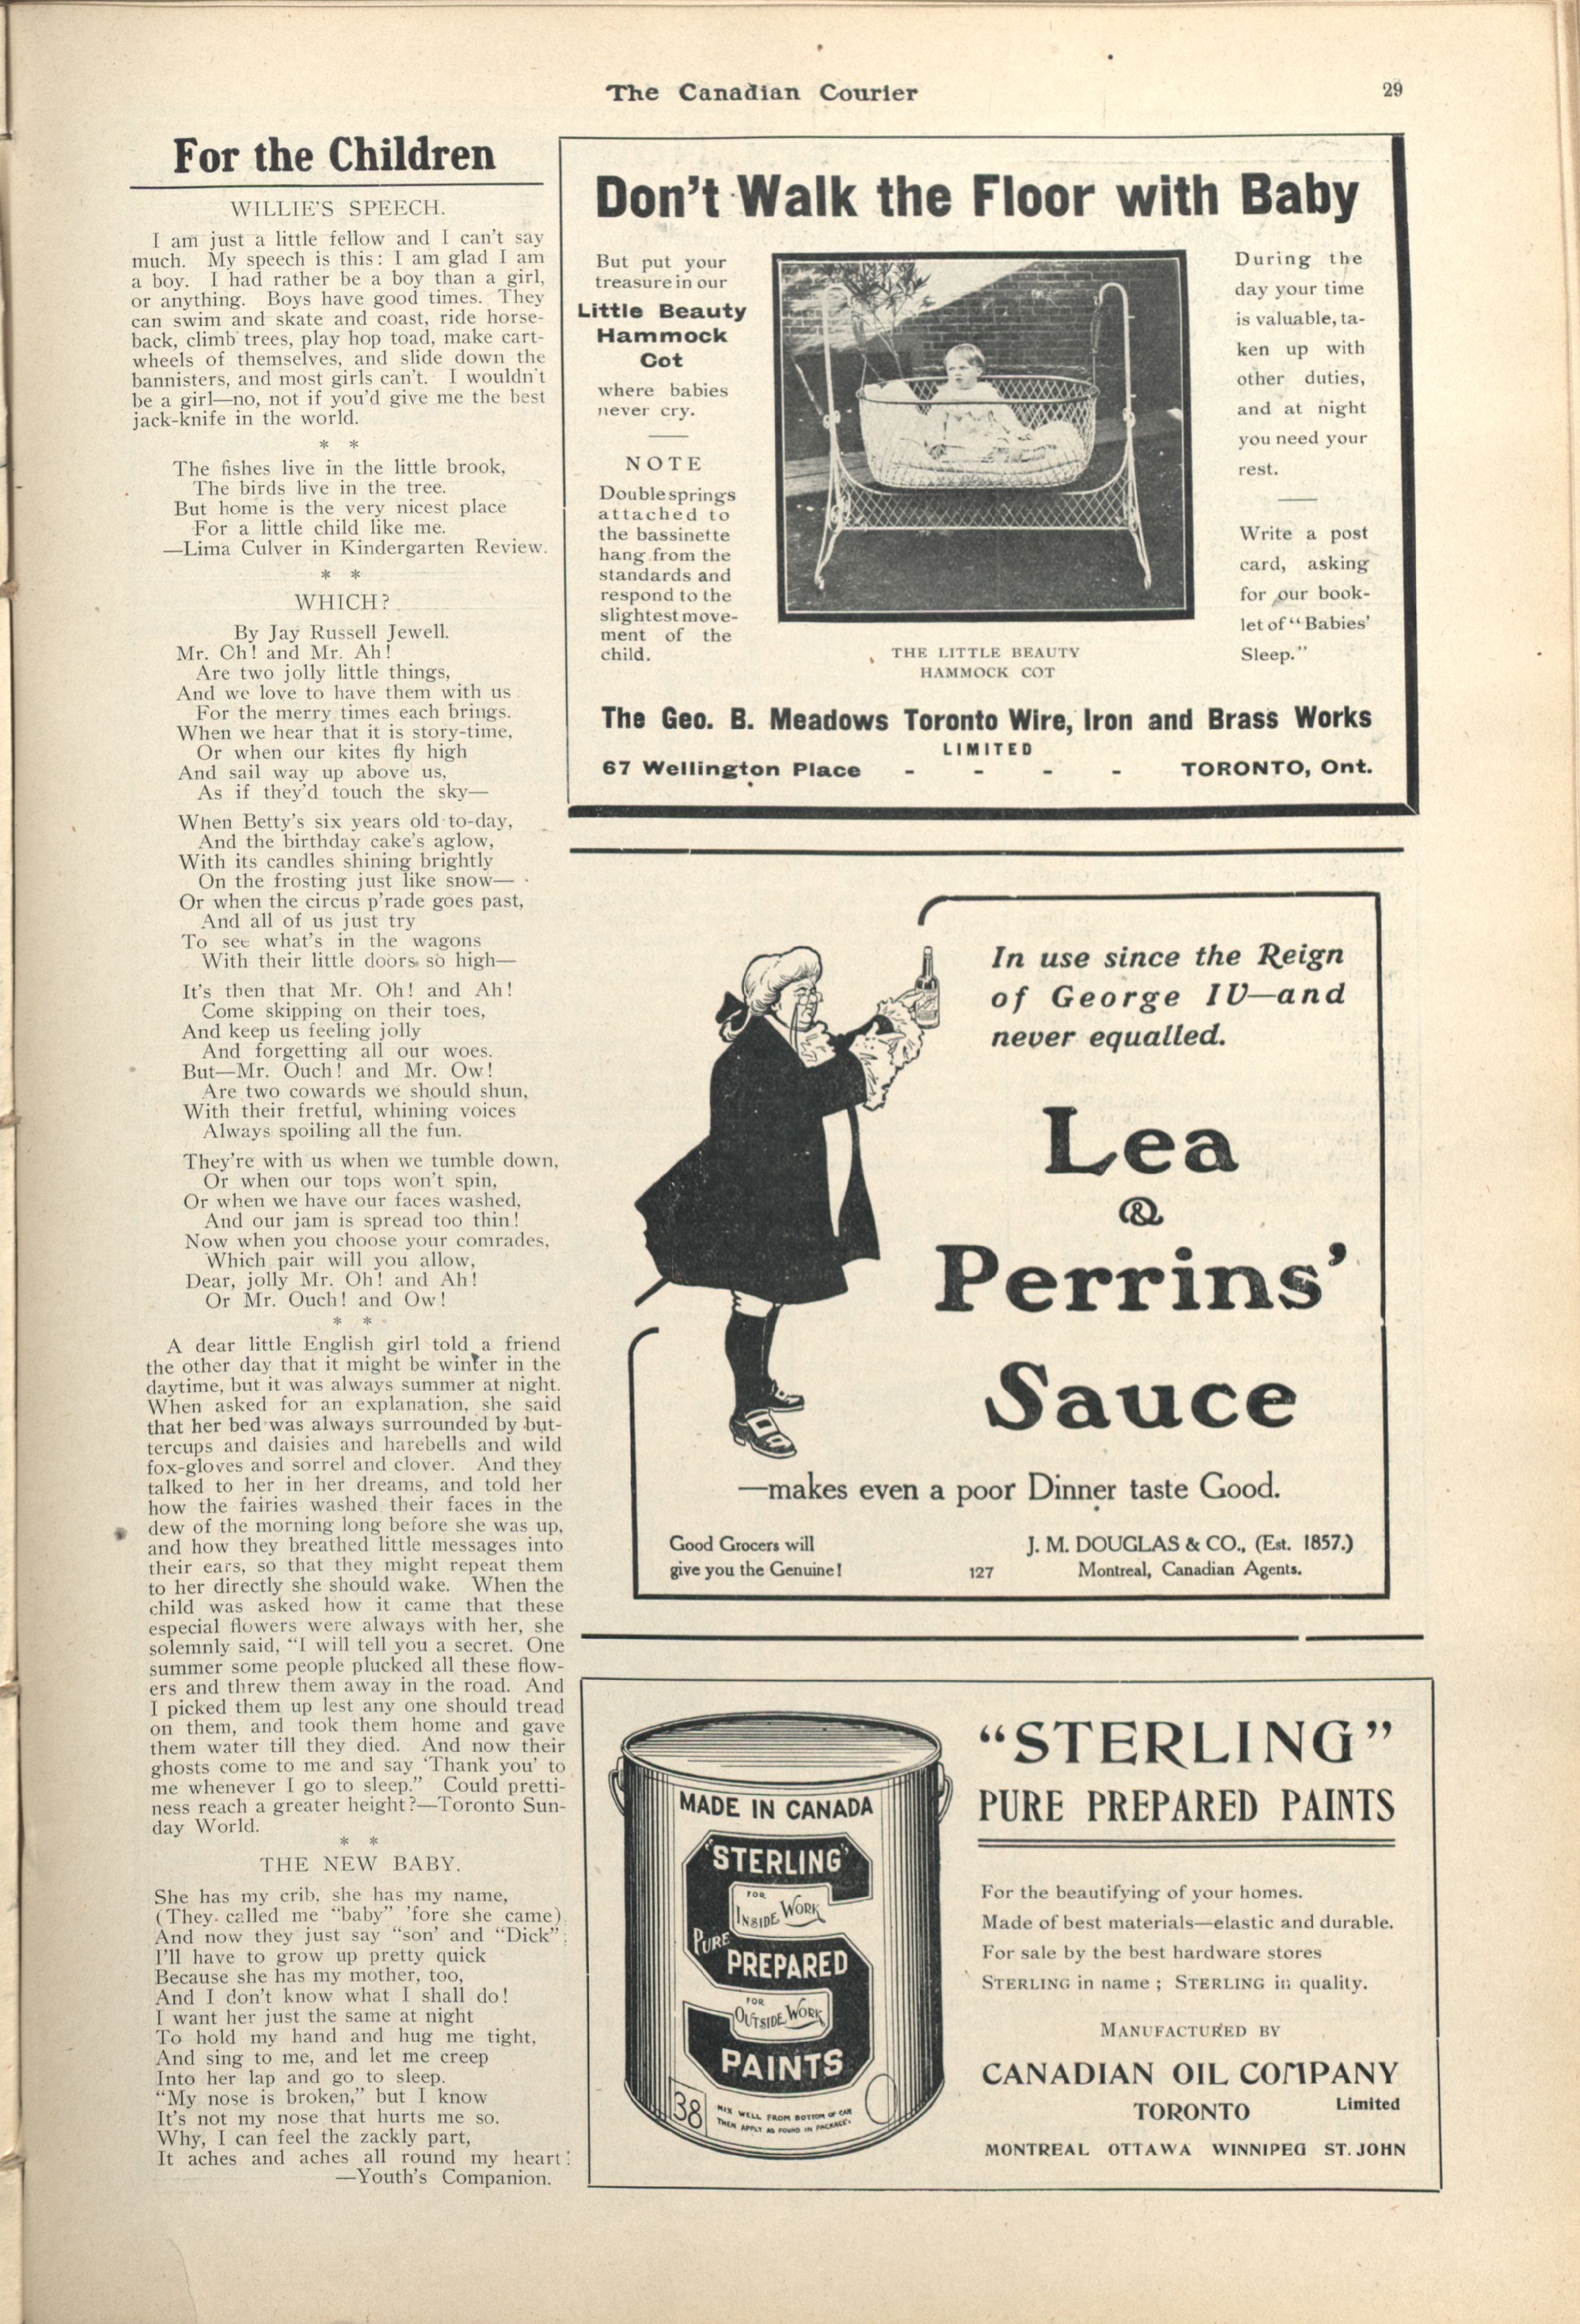 The Canadian Courier
29
For the Children
WILLIE'S SPEECH.
I am just a little fellow and I can't say
much. My speech is this: I am glad I am
a boy. I had rather be a boy than a girl,
or anything. Boys have good times. They
can swim and skate and coast, ride horse-
back, climb trees, play hop toad, make cart-
wheels of themselves, and slide down the
bannisters, and most girls can't. I wouldn't
be a girl—no, not if you'd give me the best
jack-knife in the world.
* *
The fishes live in the little brook,
The birds live in the tree.
But home is the very nicest place
For a little child like me.
—Lima Culver in Kindergarten Review.
* *
WHICH?
By Jay Russell Jewell.
Mr. Oh! and Mr. Ah!
Are two jolly little things,
And we love to have them with us
For the merry times each brings.
When we hear that it is story-time,
Or when our kites fly high
And sail way up above us,
As if they'd touch the sky—
When Betty's six years old to-day,
And the birthday cake's aglow,
With its candles shining brightly
On the frosting just like snow—
Or when the circus p'rade goes past,
And all of us just try
To see what's in the wagons
With their little doors so high—
It's then that Mr. Oh! and Ah!
Come skipping on their toes,
And keep us feeling jolly
And forgetting all our woes.
But—Mr. Ouch! and Mr. Ow!
Are two cowards we should shun,
With their fretful, whining voices
Always spoiling all the fun.
They're with us when we tumble down,
Or when our tops won't spin,
Or when we have our faces washed,
And our jam is spread too thin!
Now when you choose your comrades,
Which pair will you allow,
Dear, jolly Mr. Oh! and Ah!
Or Mr. Ouch! and Ow!
* *
A dear little English girl told a friend
the other day that it might be winter in the
daytime, but it was always summer at night.
When asked for an explanation, she said
that her bed was always surrounded by but-
tercups and daisies and harebells and wild
fox-gloves and sorrel and clover. And they
talked to her in her dreams, and told her
how the fairies washed their faces in the
dew of the morning long before she was up,
and how they breathed little messages into
their ears, so that they might repeat them
to her directly she should wake. When the
child was asked how it came that these
especial flowers were always with her, she
solemnly said, "I will tell you a secret. One
summer some people plucked all these flow-
ers and threw them away in the road. And
I picked them up lest any one should tread
on them, and took them home and gave
them water till they died. And now their
ghosts come to me and say 'Thank you' to
me whenever I go to sleep." Could pretti-
ness reach a greater height?—Toronto Sun-
day World.
* *
THE NEW BABY.
She has my crib, she has my name,
(They called me "baby" 'fore she came)
And now they just say "son' and "Dick";
I'll have to grow up pretty quick
Because she has my mother, too,
And I don't know what I shall do!
I want her just the same at night
To hold my hand and hug me tight,
And sing to me, and let me creep
Into her lap and go to sleep.
"My nose is broken," but I know
It's not my nose that hurts me so.
Why, I can feel the zackly part,
It aches and aches all round my heart!
—Youth's Companion.
Don't Walk the Floor with Baby
But put your
treasure in our
Little Beauty
Hammock
Cot
where babies
never cry.
NOTE
Double springs
attached to
the bassinette
hang from the
standards and
respond to the
slightest move-
ment of the
child.
THE LITTLE BEAUTY
HAMMOCK COT
During the
day your time
is valuable, ta-
ken up with
other duties,
and at night
you need your
rest.
Write a post
card, asking
for our book-
let of "Babies'
Sleep."
The Geo. B. Meadows Toronto Wire, Iron and Brass Works
LIMITED
67 Wellington Place - - - - TORONTO, Ont.
In use since the Reign
of George IV—and
never equalled.
Lea
&
Perrins'
Sauce
—makes even a poor Dinner taste Good.
Good Grocers will
give you the Genuine!
127
J. M. DOUGLAS & CO., (Est. 1857.)
Montreal, Canadian Agents.
MADE IN CANADA
"STERLING"
FOR
INSIDE WORK
PURE
PREPARED
FOR
OUTSIDE WORK
PAINTS
38
MIX WELL FROM BOTTOM OF CAN
THEN APPLY AS FOUND IN PACKAGE.
"STERLING"
PURE PREPARED PAINTS
For the beautifying of your homes.
Made of best materials—elastic and durable.
For sale by the best hardware stores
STERLING in name; STERLING in quality.
MANUFACTURED BY
CANADIAN OIL COMPANY
Limited
TORONTO
MONTREAL OTTAWA WINNIPEG ST. JOHN